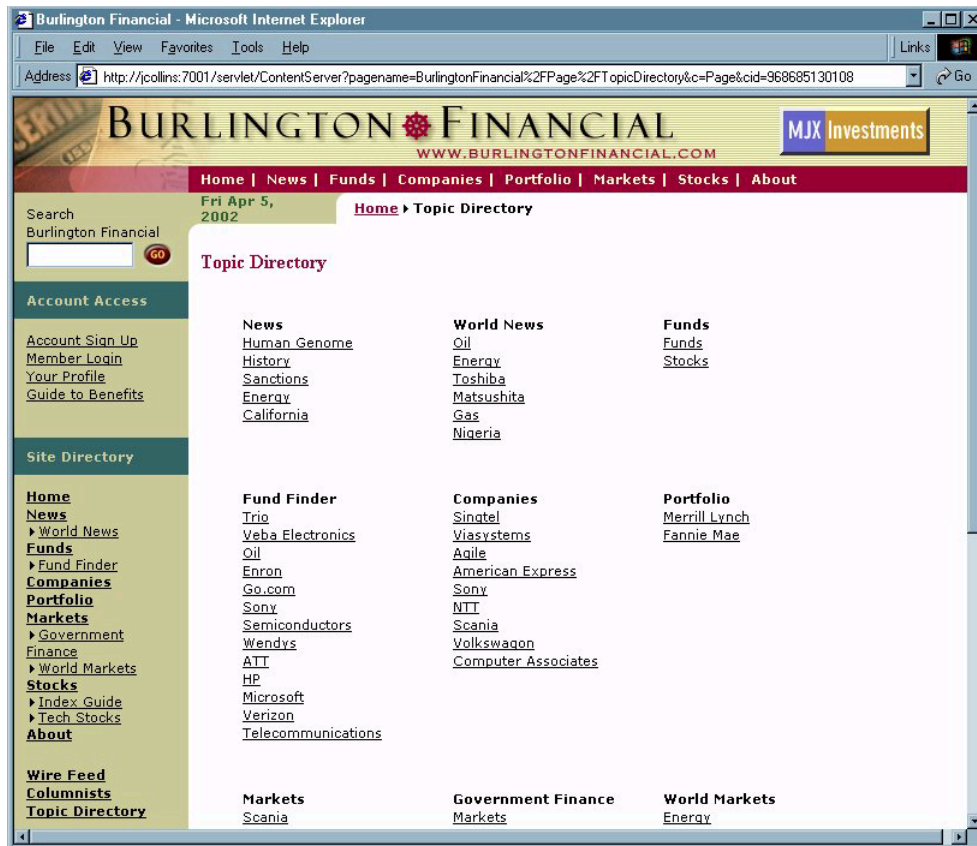 Burlington Financial - Microsoft Internet Explorer
File Edit View Favorites Tools Help
Links
Address http://jcollins:7001/servlet/ContentServer?pagename=BurlingtonFinancial%2FPage%2FTopicDirectory&c=Page&cid=968685130108
Go
BURLINGTON FINANCIAL
WWW.BURLINGTONFINANCIAL.COM
MJX Investments
Home | News | Funds | Companies | Portfolio | Markets | Stocks | About
Fri Apr 5,
2002
Home Topic Directory
Search
Burlington Financial
GO
Account Access
Account Sign Up
Member Login
Your Profile
Guide to Benefits
Site Directory
Home
News
World News
Funds
Fund Finder
Companies
Portfolio
Markets
Government
Finance
World Markets
Stocks
Index Guide
Tech Stocks
About
Wire Feed
Columnists
Topic Directory
Topic Directory
News
Human Genome
History
Sanctions
Energy
California
World News
Oil
Energy
Toshiba
Matsushita
Gas
Nigeria
Funds
Funds
Stocks
Fund Finder
Trio
Veba Electronics
Oil
Enron
Go.com
Sony
Semiconductors
Wendys
ATT
HP
Microsoft
Verizon
Telecommunications
Companies
Singtel
Viasystems
Agile
American Express
Sony
NTT
Scania
Volkswagon
Computer Associates
Portfolio
Merrill Lynch
Fannie Mae
Markets
Scania
Government Finance
Markets
World Markets
Energy